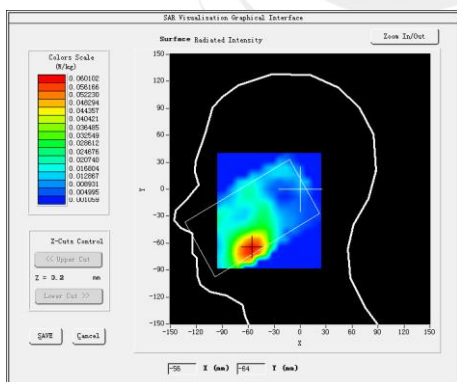 SAR Visualisation Graphical Interface
Surface Radiated Intensity
Zoom In/Out
Colors Scale
(W/kg)
0.060102
0.056166
0.052230
0.048294
0.044357
0.040421
0.036485
0.032549
0.028612
0.024676
0.020740
0.016804
0.012867
0.008931
0.004995
0.001059
Z-Cuts Control
<< Upper Cut
Z = 3.2 mm
Lower Cut >>
SAVE
Cancel
150
120
90
60
30
0
-30
-60
-90
-120
-150
Y
-150 -120 -90 -60 -30 0 30 60 90 120 150
X
-56 X (mm) -64 Y (mm)